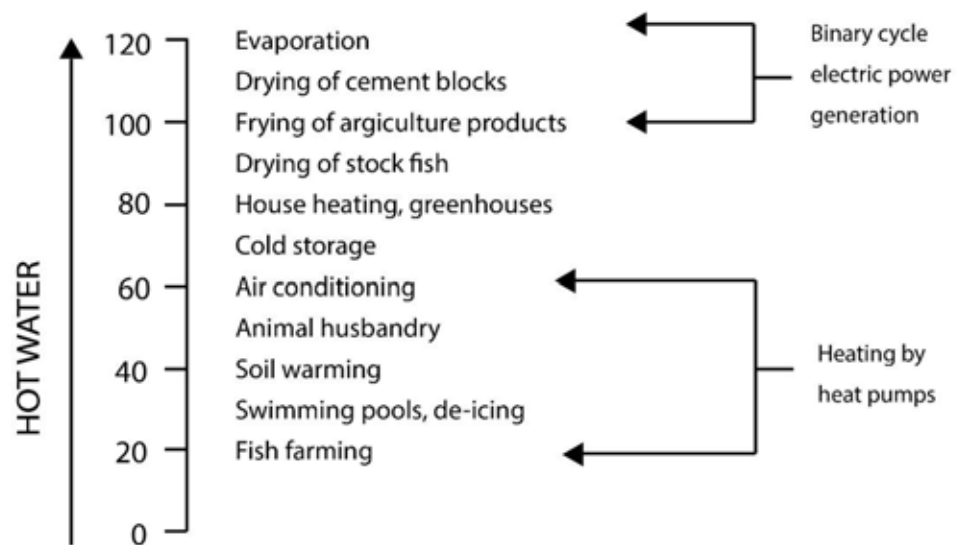 120
Evaporation
Drying of cement blocks
100
Frying of argiculture products
Drying of stock fish
80
House heating, greenhouses
Cold storage
60
Air conditioning
Animal husbandry
40
Soil warming
Swimming pools, de-icing
20
Fish farming
0
HOT WATER
Binary cycle
electric power
generation
Heating by
heat pumps